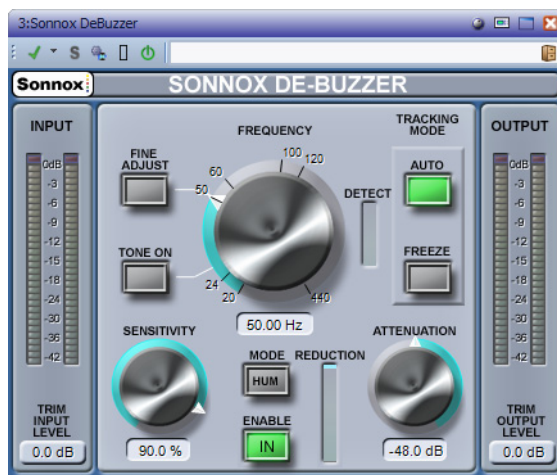 3:Sonnox DeBuzzer
S
Sonnox
SONNOX DE-BUZZER
INPUT
0dB
-3
-6
-9
-12
-15
-18
-24
-30
-36
-42
TRIM
INPUT
LEVEL
0.0 dB
FINE
ADJUST
TONE ON
FREQUENCY
20
24
50
60
100
120
440
50.00 Hz
DETECT
TRACKING
MODE
AUTO
FREEZE
SENSITIVITY
90.0 %
MODE
HUM
ENABLE
IN
REDUCTION
ATTENUATION
-48.0 dB
OUTPUT
0dB
-3
-6
-9
-12
-15
-18
-24
-30
-36
-42
TRIM
OUTPUT
LEVEL
0.0 dB